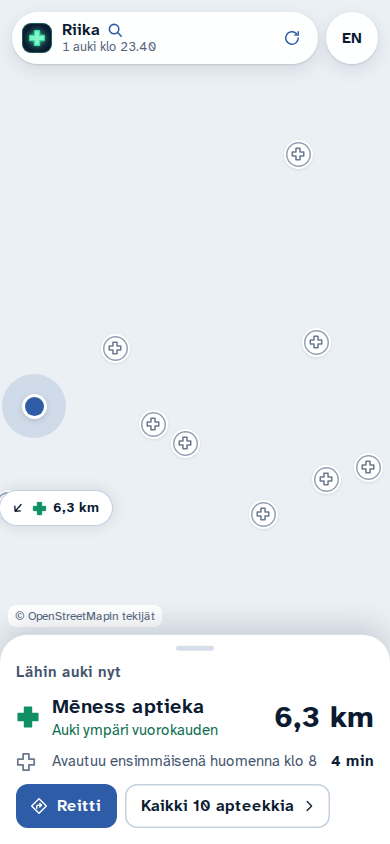 Riika
1 auki klo 23.40
EN
6,3 km
© OpenStreetMapin tekijät
Lähin auki nyt
Mēness aptieka
6,3 km
Auki ympäri vuorokauden
Avautuu ensimmäisenä huomenna klo 8
4 min
Reitti
Kaikki 10 apteekkia